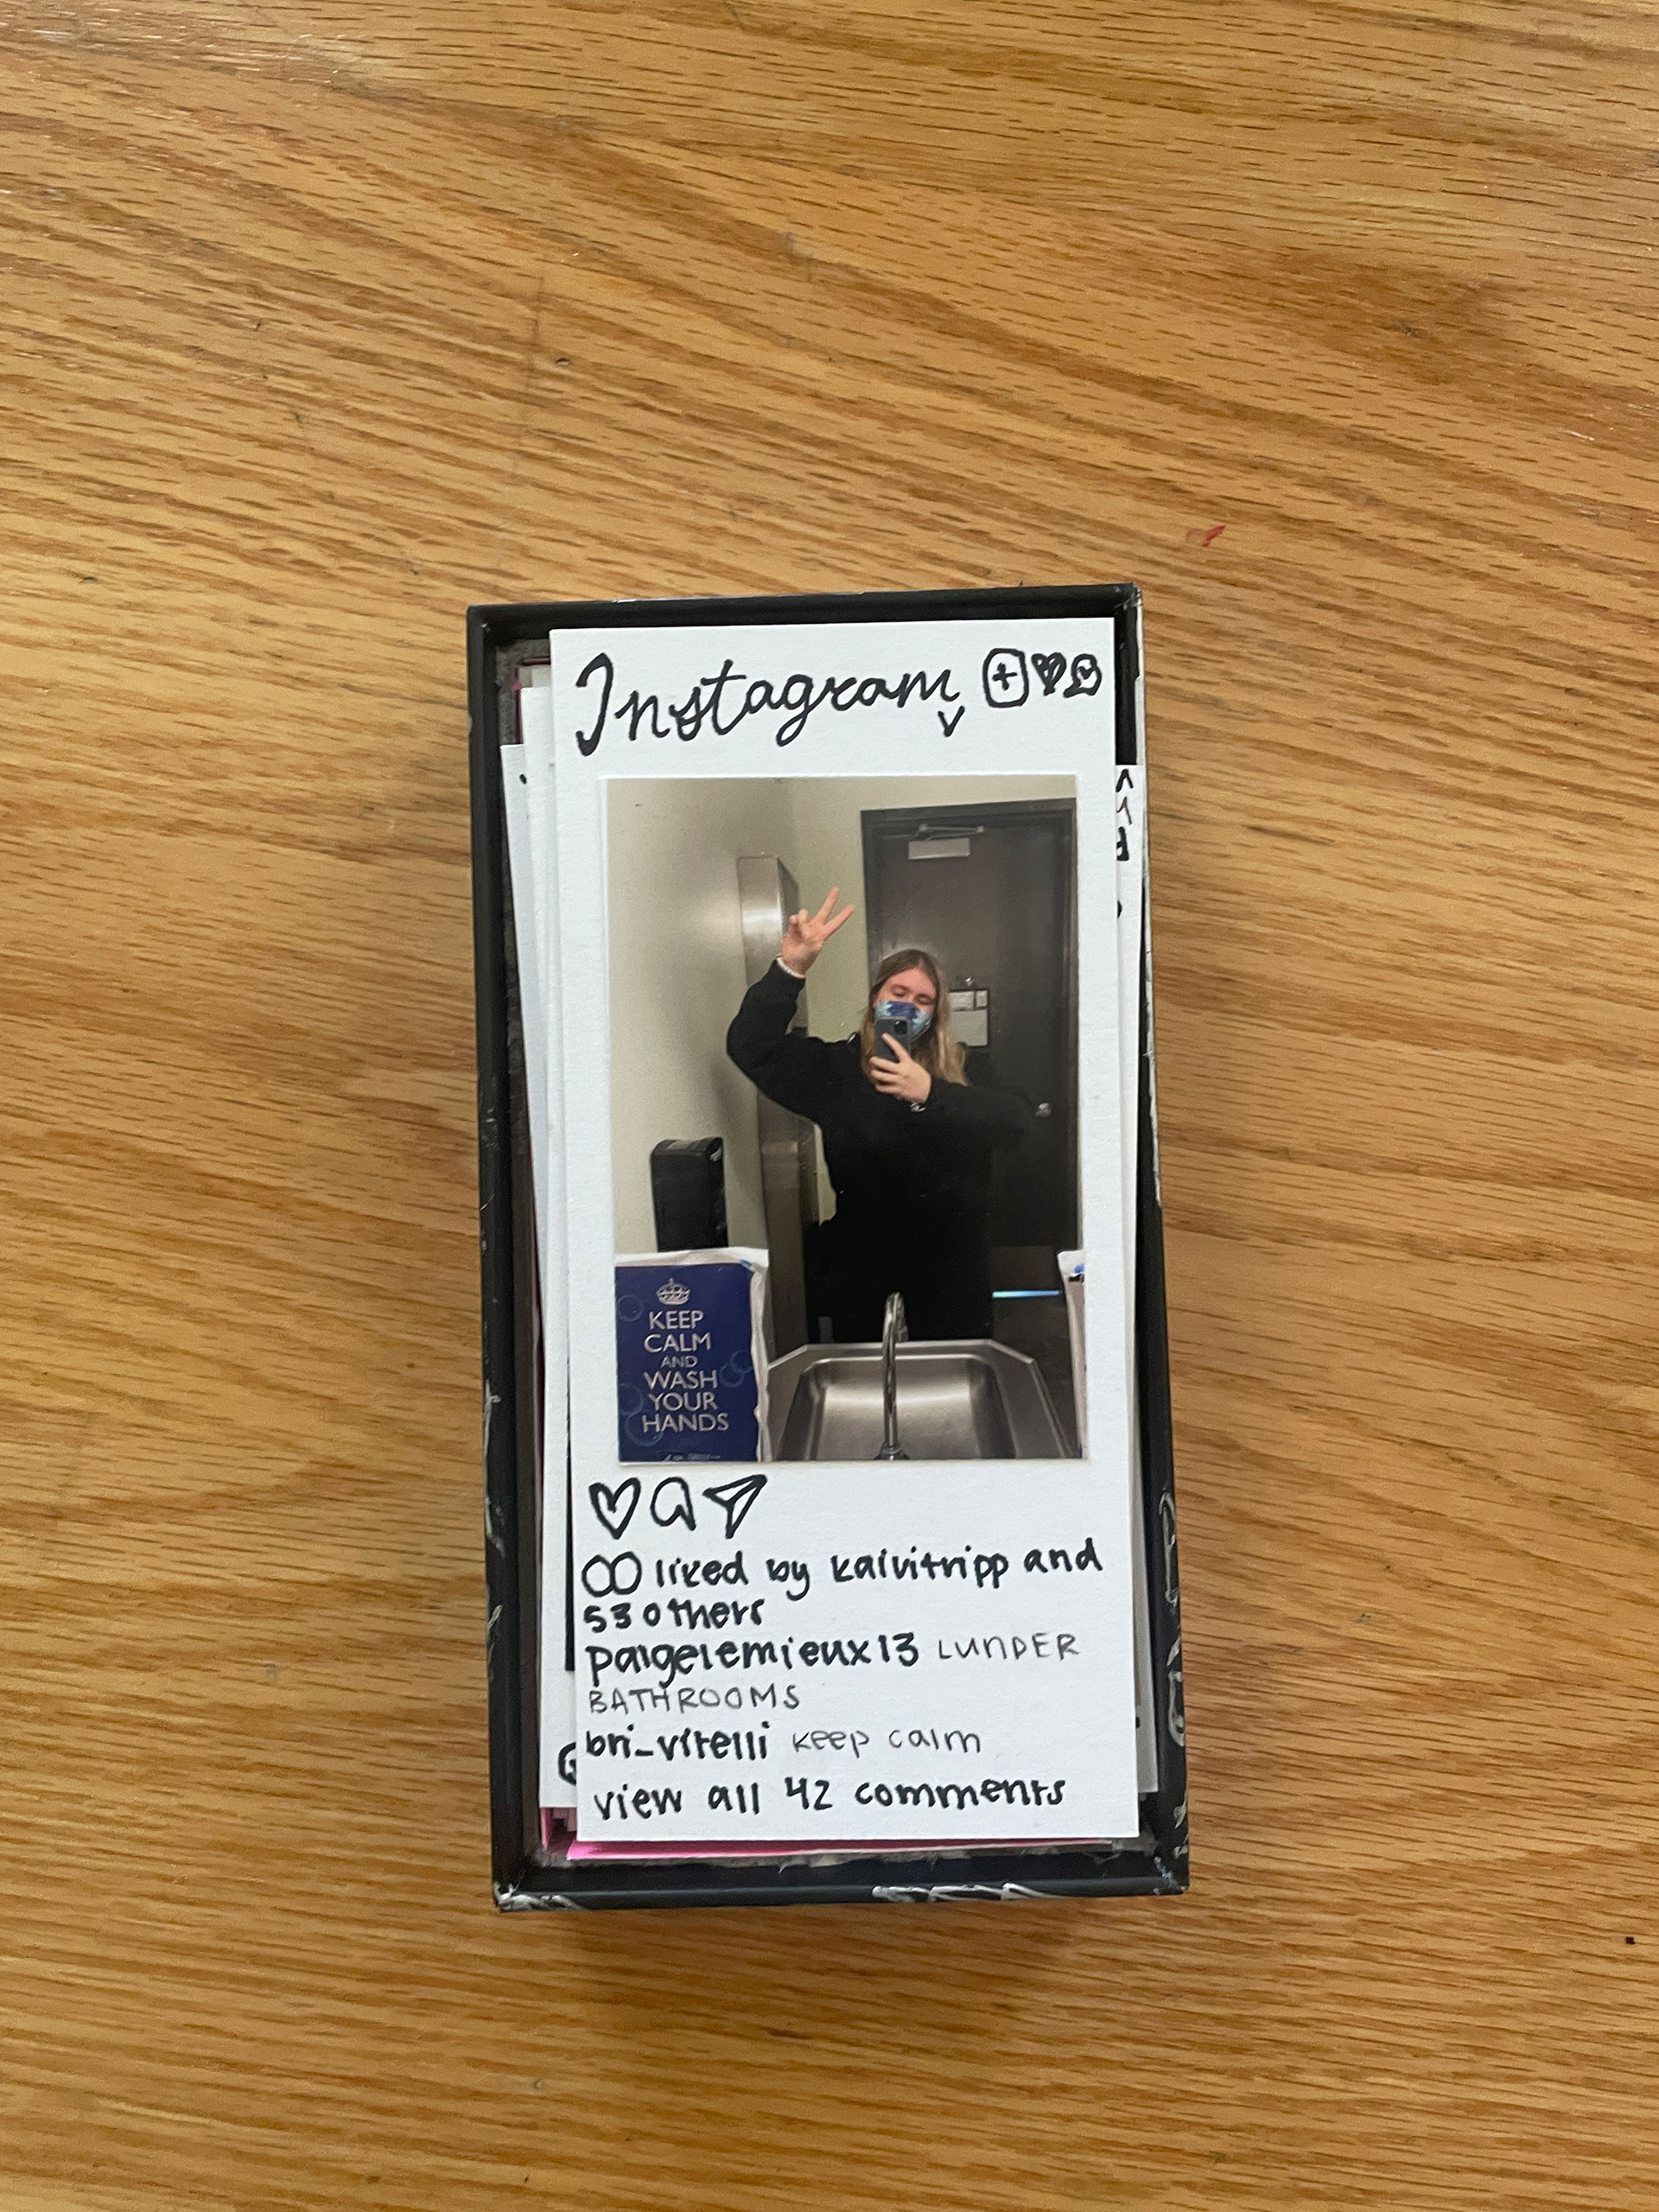 Instagram
KEEP
CALM
AND
WASH
YOUR
HANDS
liked by kaivitripp and
53 others
paigelemieux13 LUNDER
BATHROOMS
bri_vitelli keep calm
view all 42 comments